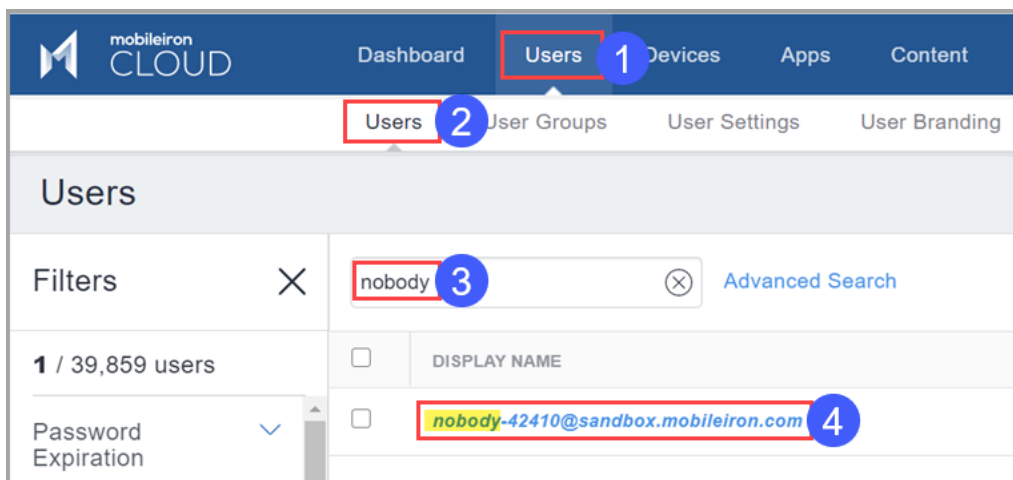 mobileiron
CLOUD
Dashboard Users 1 Devices Apps Content
Users 2 User Groups User Settings User Branding
Users
Filters
nobody 3 Advanced Search
1 / 39,859 users
DISPLAY NAME
Password
Expiration
nobody-42410@sandbox.mobileiron.com 4